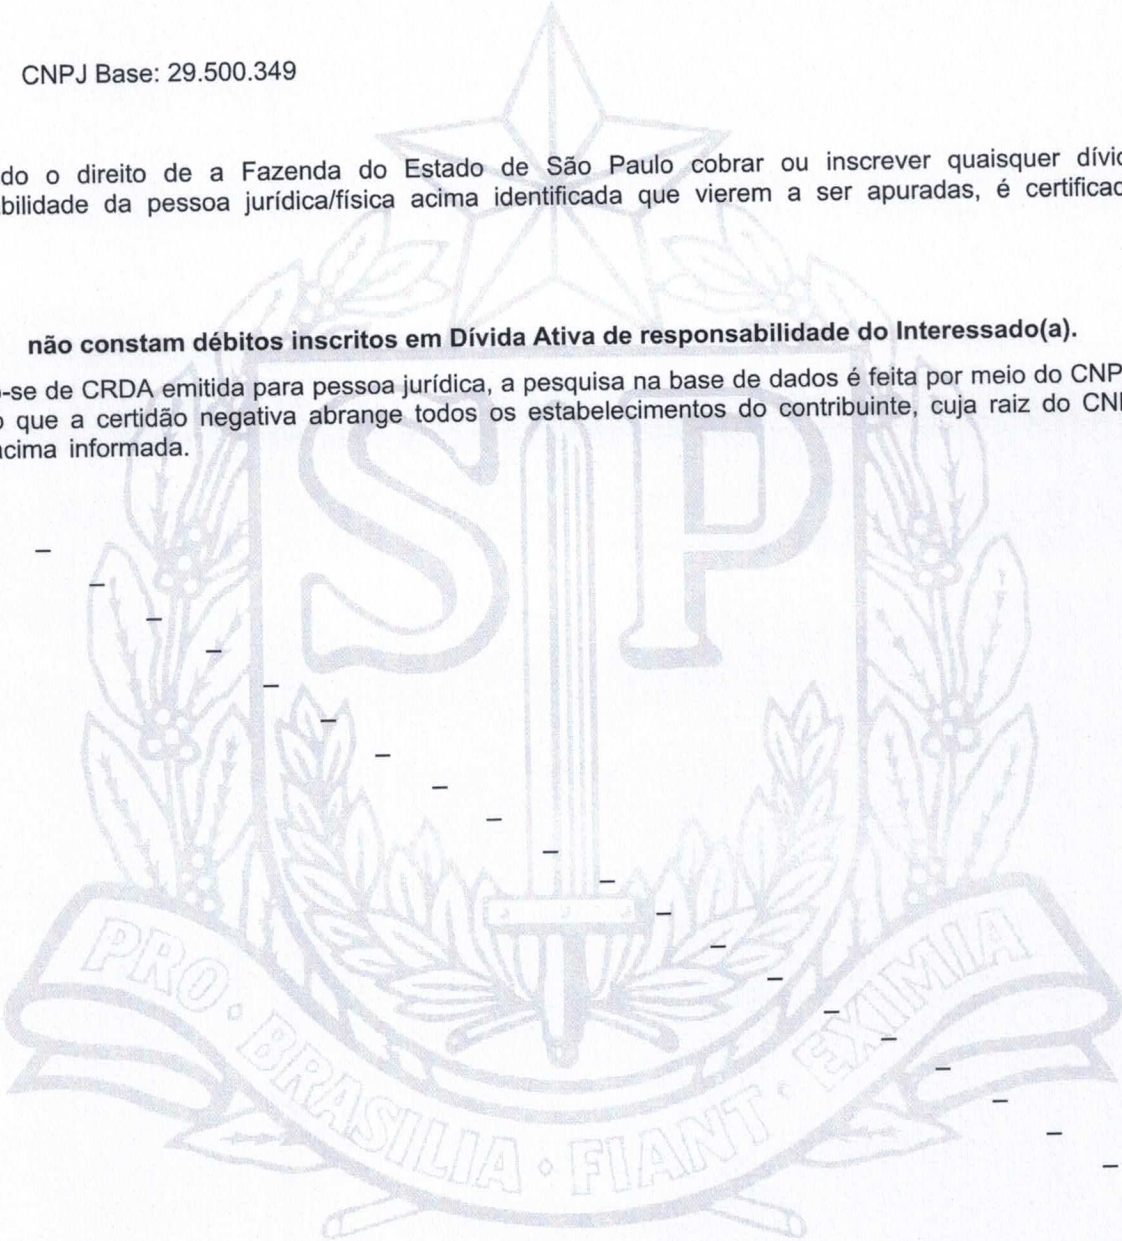 CNPJ Base: 29.500.349
do o direito de a Fazenda do Estado de São Paulo cobrar ou inscrever quaisquer dívid
bilidade da pessoa jurídica/física acima identificada que vierem a ser apuradas, é certificad
não constam débitos inscritos em Dívida Ativa de responsabilidade do Interessado(a).
-se de CRDA emitida para pessoa jurídica, a pesquisa na base de dados é feita por meio do CNP
o que a certidão negativa abrange todos os estabelecimentos do contribuinte, cuja raiz do CN
acima informada.
SP
PRO · BRASILIA · FIANT · EXIMIA